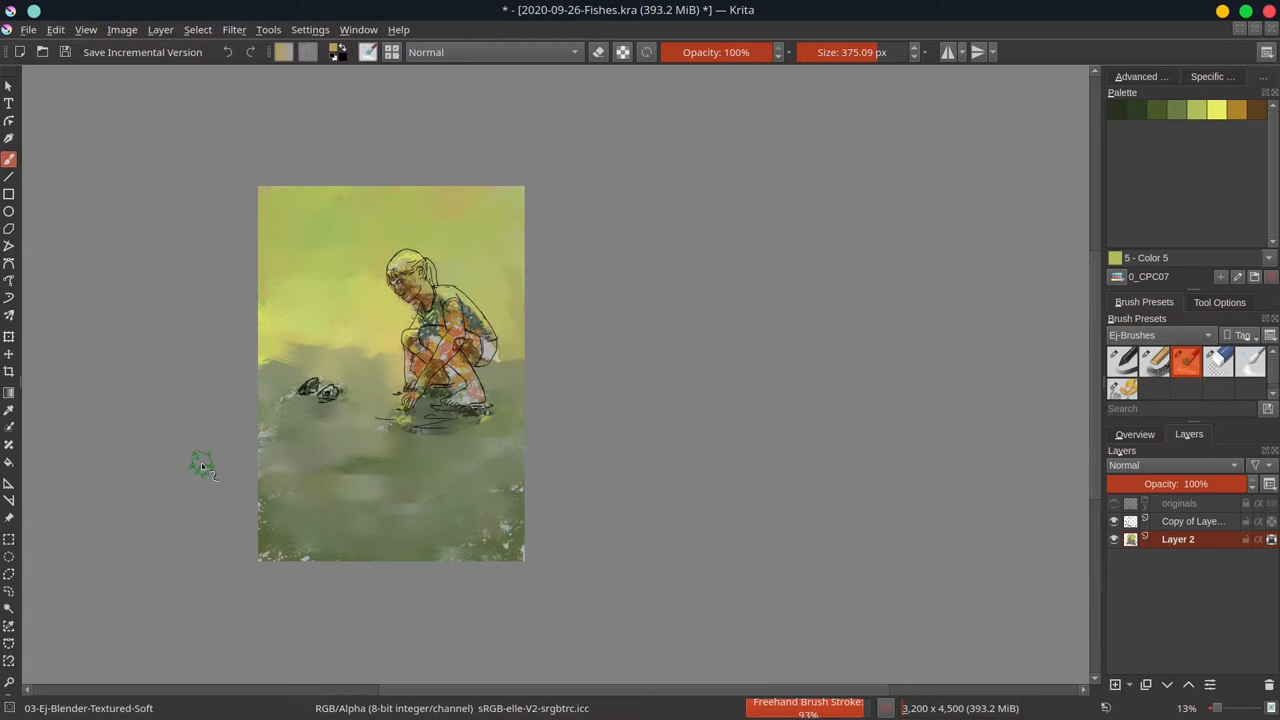 * - [2020-09-26-Fishes.kra (393.2 MiB) *] — Krita
File Edit View Image Layer Select Filter Tools Settings Window Help
Save Incremental Version Normal Opacity: 100% Size: 375.09 px
Advanced ... Specific ... ...
Palette
5 - Color 5
0_CPC07
Brush Presets Tool Options
Brush Presets
Ej-Brushes Tag
Search
Overview Layers
Layers
Normal
Opacity: 100%
originals
Copy of Laye...
Layer 2
03-Ej-Blender-Textured-Soft RGB/Alpha (8-bit integer/channel) sRGB-elle-V2-srgbtrc.icc Freehand Brush Stroke: 93% 3,200 x 4,500 (393.2 MiB) 13%